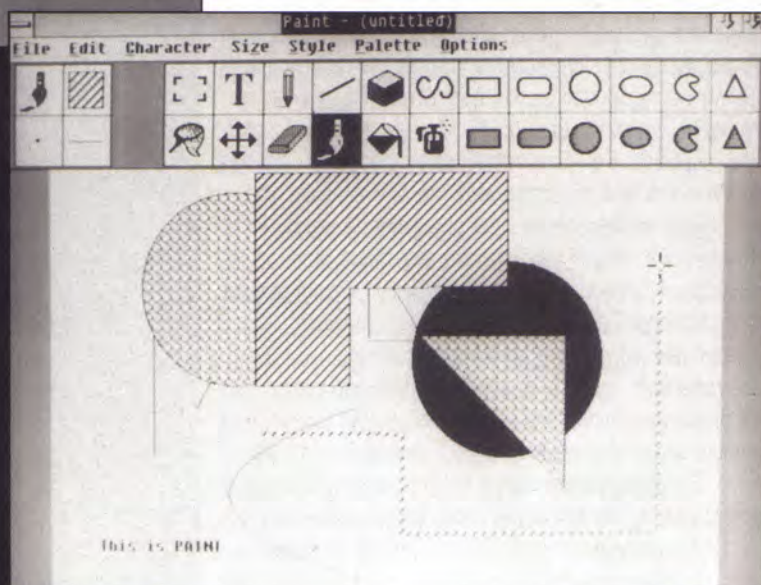 Paint - (untitled)
File Edit Character Size Style Palette Options
T
This is PAINT